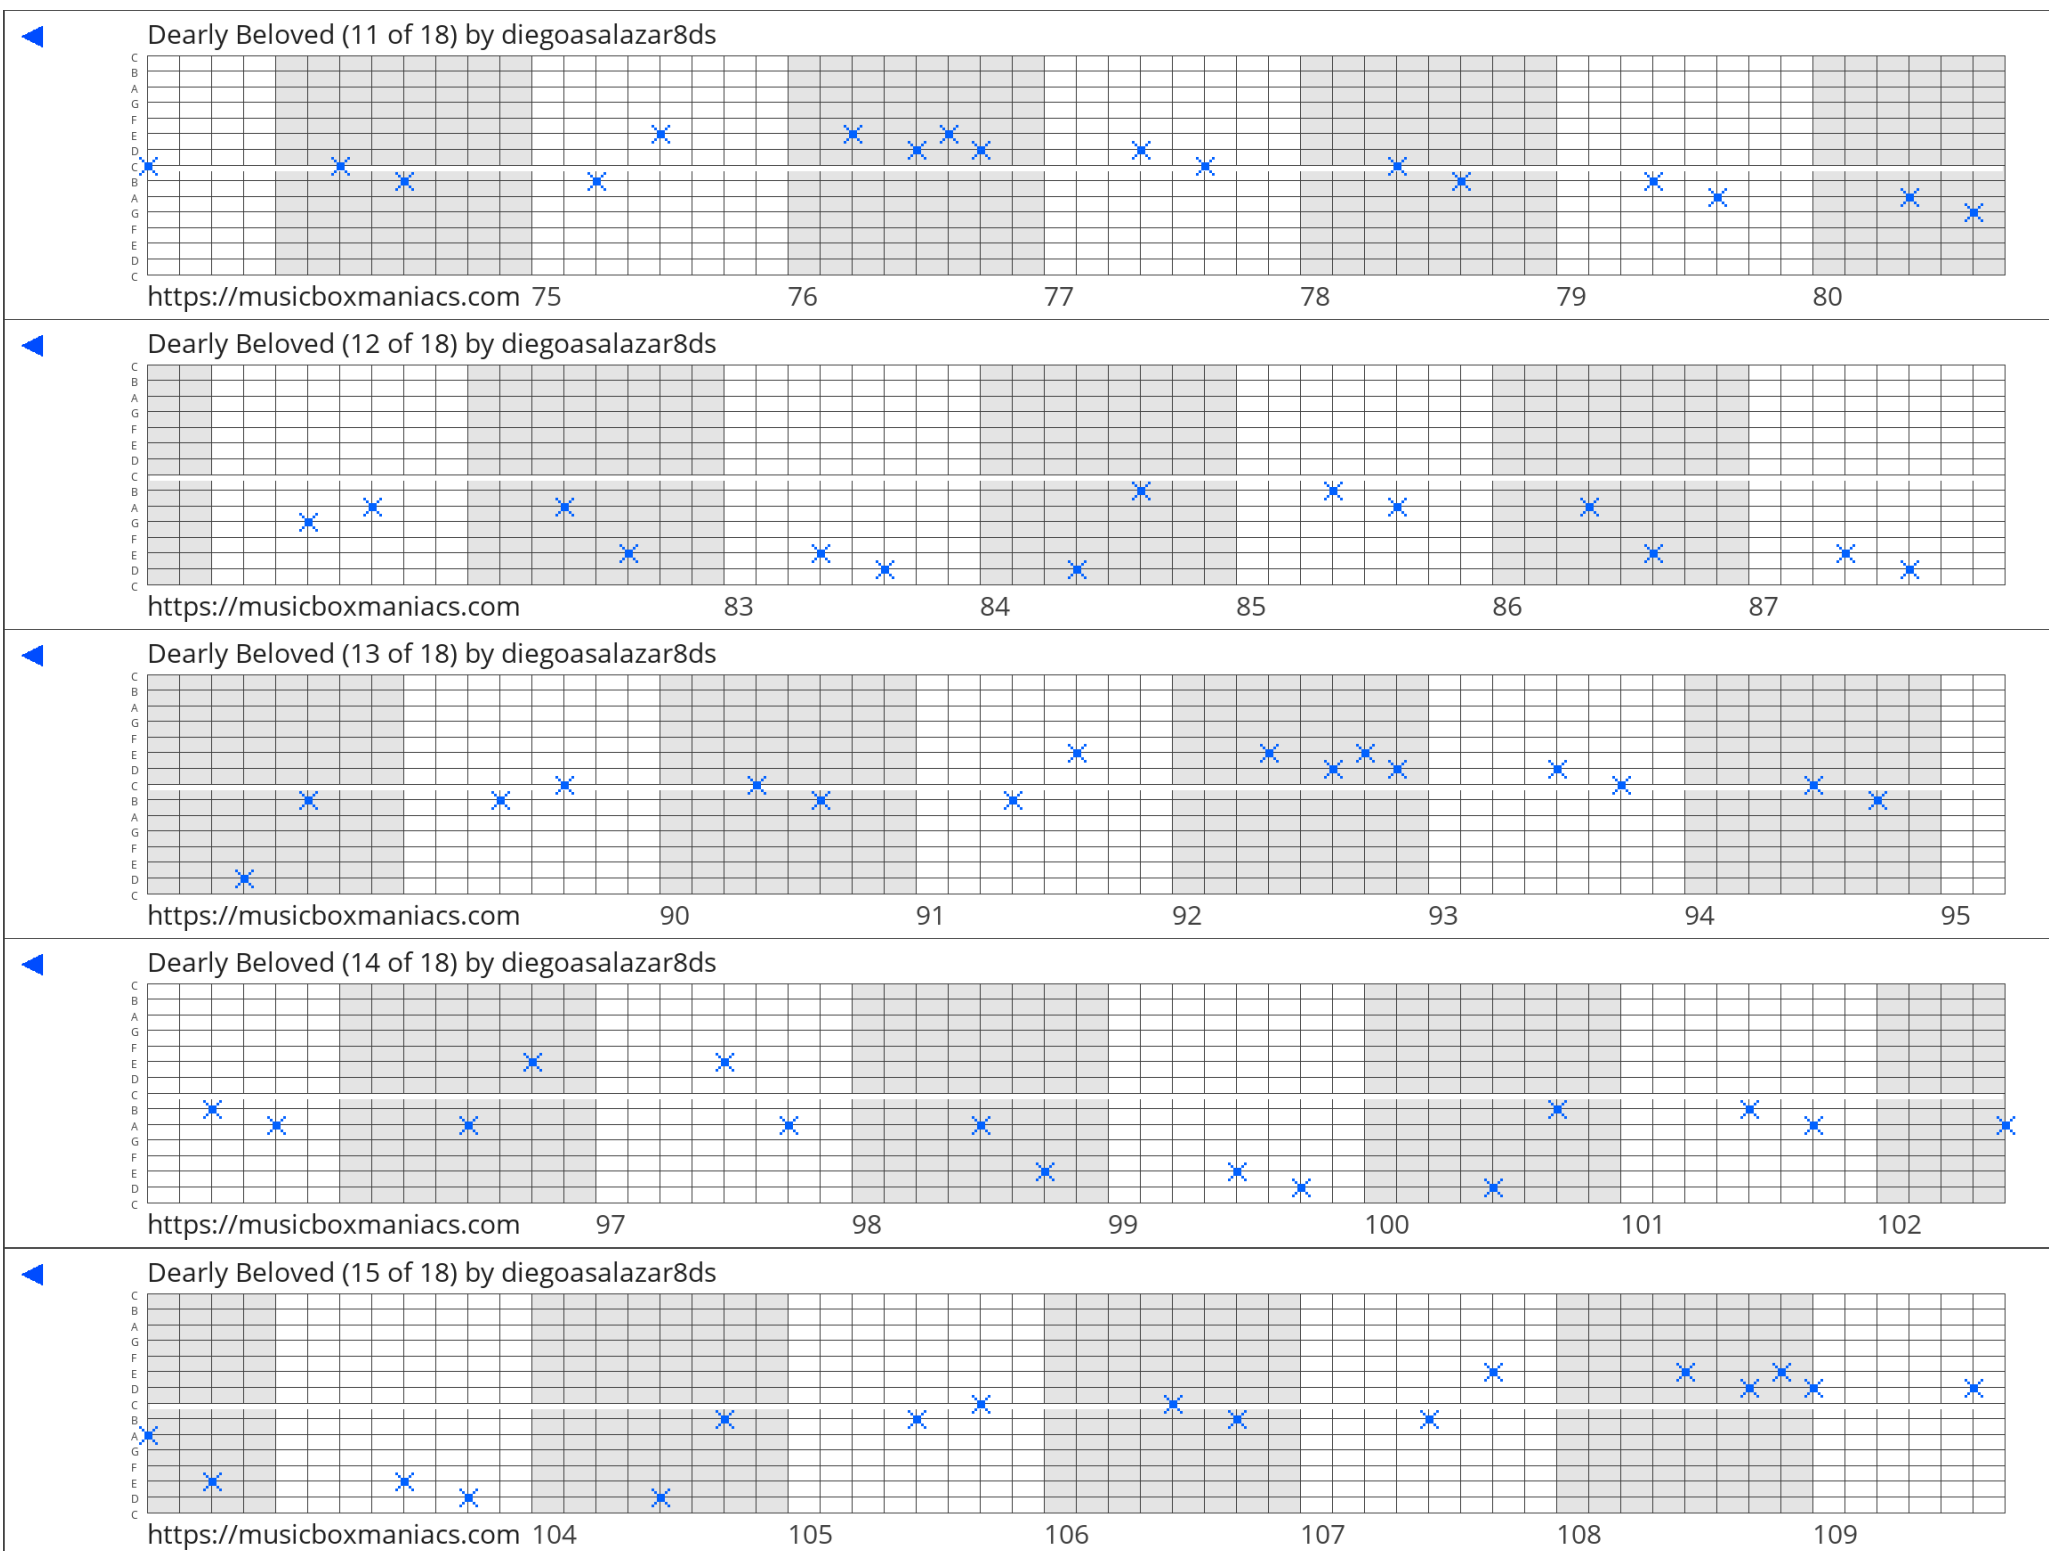 Dearly Beloved (11 of 18) by diegoasalazar8ds
C
B
A
G
F
E
D
C
B
A
G
F
E
D
C
https://musicboxmaniacs.com 75 76 77 78 79 80
Dearly Beloved (12 of 18) by diegoasalazar8ds
C
B
A
G
F
E
D
C
B
A
G
F
E
D
C
https://musicboxmaniacs.com 83 84 85 86 87
Dearly Beloved (13 of 18) by diegoasalazar8ds
C
B
A
G
F
E
D
C
B
A
G
F
E
D
C
https://musicboxmaniacs.com 90 91 92 93 94 95
Dearly Beloved (14 of 18) by diegoasalazar8ds
C
B
A
G
F
E
D
C
B
A
G
F
E
D
C
https://musicboxmaniacs.com 97 98 99 100 101 102
Dearly Beloved (15 of 18) by diegoasalazar8ds
C
B
A
G
F
E
D
C
B
A
G
F
E
D
C
https://musicboxmaniacs.com 104 105 106 107 108 109